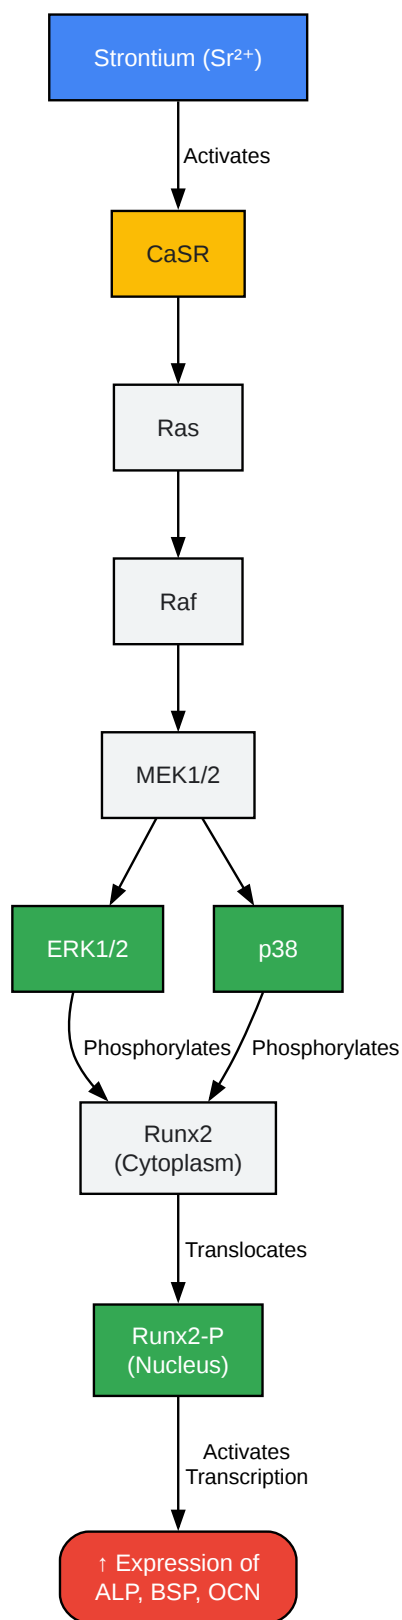 Strontium (Sr²⁺)
Activates
CaSR
Ras
Raf
MEK1/2
ERK1/2
p38
Phosphorylates
Phosphorylates
Runx2
(Cytoplasm)
Translocates
Runx2-P
(Nucleus)
Activates
Transcription
↑ Expression of
ALP, BSP, OCN